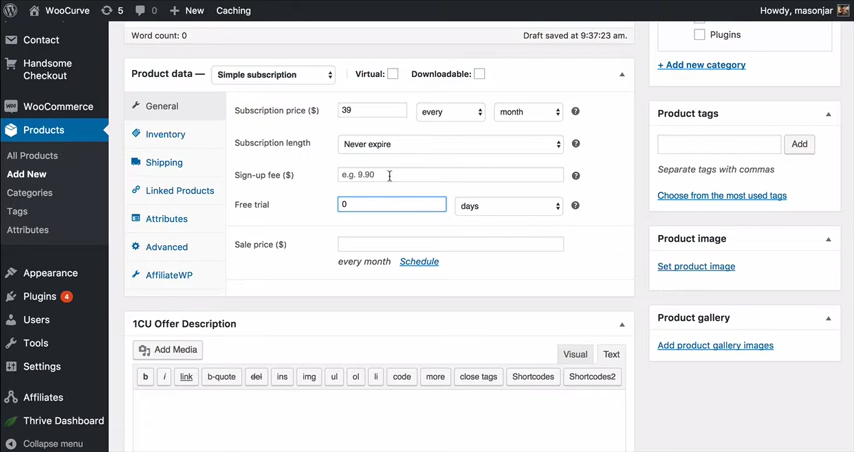 WooCurve 5 0 + New Caching Howdy, masonjar
Contact
Handsome
Checkout
WooCommerce
Products
All Products
Add New
Categories
Tags
Attributes
Appearance
Plugins 4
Users
Tools
Settings
Affiliates
Thrive Dashboard
Collapse menu
Word count: 0 Draft saved at 9:37:23 am.
Product data — Simple subscription Virtual: Downloadable:
General
Inventory
Shipping
Linked Products
Attributes
Advanced
AffiliateWP
Subscription price ($) 39 every month
Subscription length Never expire
Sign-up fee ($) e.g. 9.90
Free trial 0 days
Sale price ($)
every month Schedule
1CU Offer Description
Add Media Visual Text
b i link b-quote del ins img ul ol li code more close tags Shortcodes Shortcodes2
Plugins
+ Add new category
Product tags
Add
Separate tags with commas
Choose from the most used tags
Product image
Set product image
Product gallery
Add product gallery images